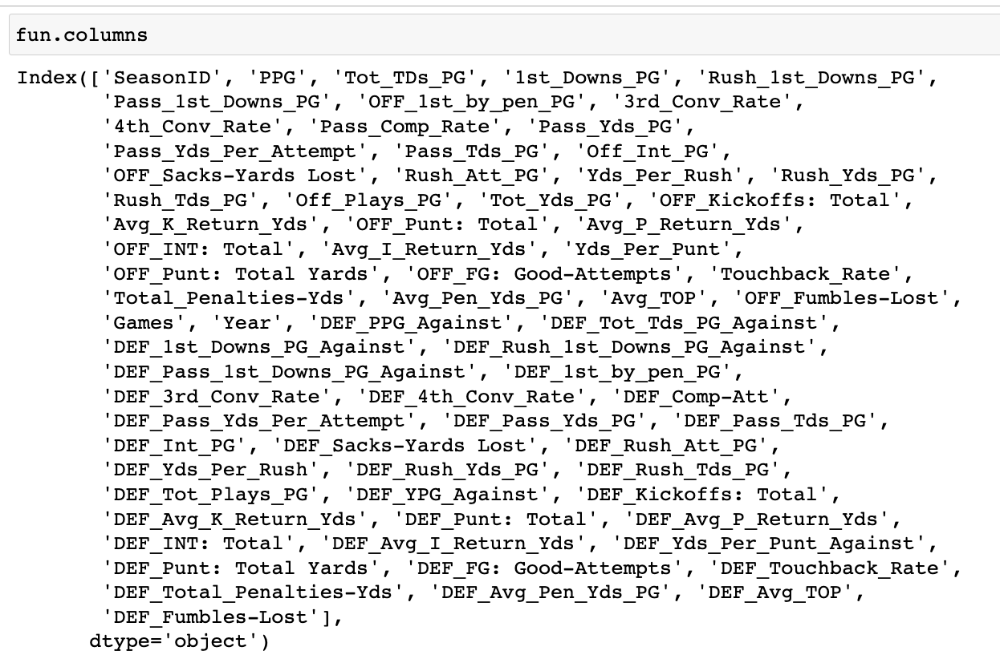 fun.columns
Index(['SeasonID', 'PPG', 'Tot_TDs_PG', '1st_Downs_PG', 'Rush_1st_Downs_PG',
'Pass_1st_Downs_PG', 'OFF_1st_by_pen_PG', '3rd_Conv_Rate',
'4th_Conv_Rate', 'Pass_Comp_Rate', 'Pass_Yds_PG',
'Pass_Yds_Per_Attempt', 'Pass_Tds_PG', 'Off_Int_PG',
'OFF_Sacks-Yards Lost', 'Rush_Att_PG', 'Yds_Per_Rush', 'Rush_Yds_PG',
'Rush_Tds_PG', 'Off_Plays_PG', 'Tot_Yds_PG', 'OFF_Kickoffs: Total',
'Avg_K_Return_Yds', 'OFF_Punt: Total', 'Avg_P_Return_Yds',
'OFF_INT: Total', 'Avg_I_Return_Yds', 'Yds_Per_Punt',
'OFF_Punt: Total Yards', 'OFF_FG: Good-Attempts', 'Touchback_Rate',
'Total_Penalties-Yds', 'Avg_Pen_Yds_PG', 'Avg_TOP', 'OFF_Fumbles-Lost',
'Games', 'Year', 'DEF_PPG_Against', 'DEF_Tot_Tds_PG_Against',
'DEF_1st_Downs_PG_Against', 'DEF_Rush_1st_Downs_PG_Against',
'DEF_Pass_1st_Downs_PG_Against', 'DEF_1st_by_pen_PG',
'DEF_3rd_Conv_Rate', 'DEF_4th_Conv_Rate', 'DEF_Comp-Att',
'DEF_Pass_Yds_Per_Attempt', 'DEF_Pass_Yds_PG', 'DEF_Pass_Tds_PG',
'DEF_Int_PG', 'DEF_Sacks-Yards Lost', 'DEF_Rush_Att_PG',
'DEF_Yds_Per_Rush', 'DEF_Rush_Yds_PG', 'DEF_Rush_Tds_PG',
'DEF_Tot_Plays_PG', 'DEF_YPG_Against', 'DEF_Kickoffs: Total',
'DEF_Avg_K_Return_Yds', 'DEF_Punt: Total', 'DEF_Avg_P_Return_Yds',
'DEF_INT: Total', 'DEF_Avg_I_Return_Yds', 'DEF_Yds_Per_Punt_Against',
'DEF_Punt: Total Yards', 'DEF_FG: Good-Attempts', 'DEF_Touchback_Rate',
'DEF_Total_Penalties-Yds', 'DEF_Avg_Pen_Yds_PG', 'DEF_Avg_TOP',
'DEF_Fumbles-Lost'],
dtype='object')